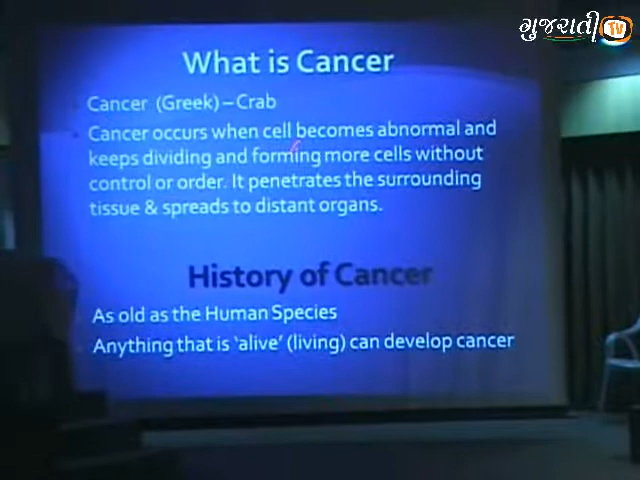 ગુજરાતી TV
What is Cancer
Cancer (Greek) – Crab
Cancer occurs when cell becomes abnormal and
keeps dividing and forming more cells without
control or order. It penetrates the surrounding
tissue & spreads to distant organs.
History of Cancer
As old as the Human Species
Anything that is ‘alive’ (living) can develop cancer